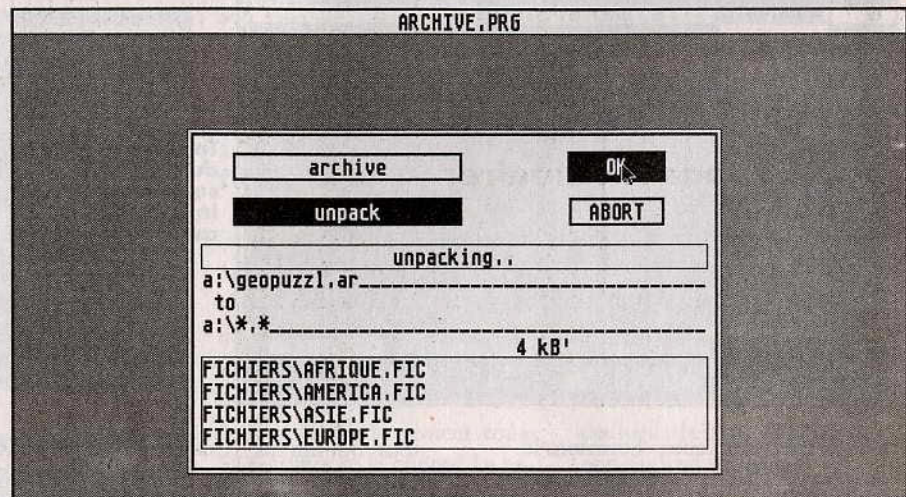 ARCHIVE.PRG
archive
OK
unpack
ABORT
unpacking..
a:\geopuzzl.ar
to
a:\*.*
4 kB'
FICHIERS\AFRIQUE.FIC
FICHIERS\AMERICA.FIC
FICHIERS\ASIE.FIC
FICHIERS\EUROPE.FIC